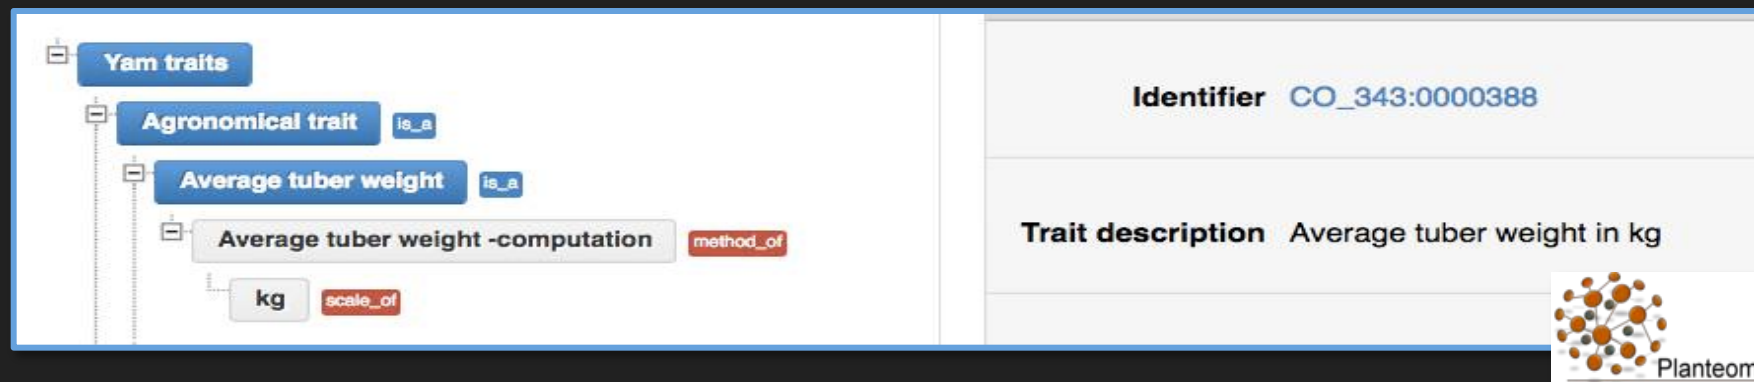 Yam traits
Agronomical trait is_a
Average tuber weight is_a
Average tuber weight -computation method_of
kg scale_of
Identifier CO_343:0000388
Trait description Average tuber weight in kg
Planteom